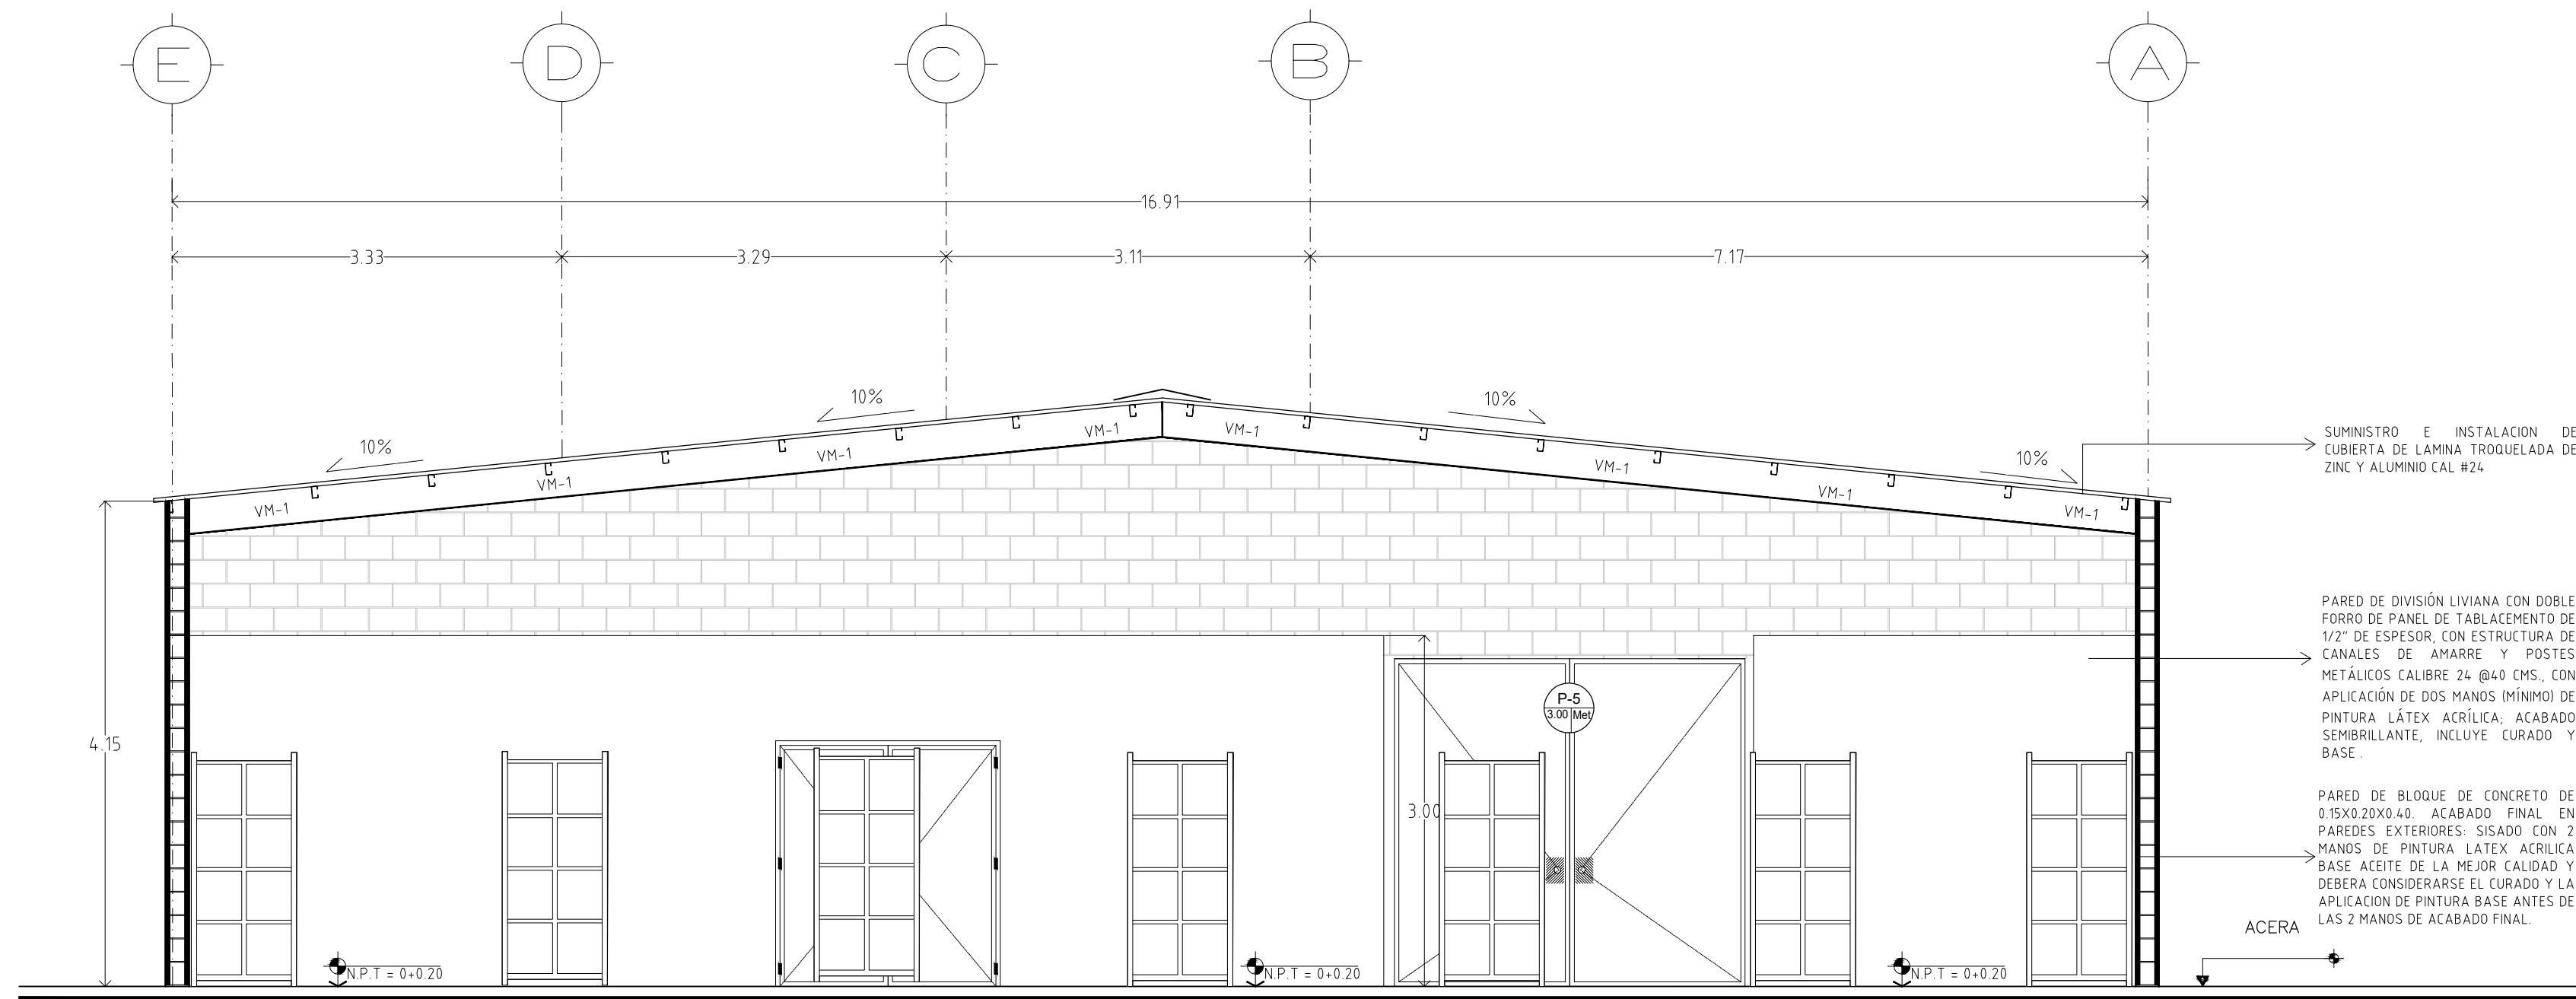 E D C B A
16.91
3.33 3.29 3.11 7.17
10% 10% 10% 10%
VM-1 VM-1 VM-1 VM-1 VM-1 VM-1 VM-1 VM-1
SUMINISTRO E INSTALACION DE
CUBIERTA DE LAMINA TROQUELADA DE
ZINC Y ALUMINIO CAL #24
PARED DE DIVISIÓN LIVIANA CON DOBLE
FORRO DE PANEL DE TABLACEMENTO DE
1/2" DE ESPESOR, CON ESTRUCTURA DE
CANALES DE AMARRE Y POSTES
METÁLICOS CALIBRE 24 @40 CMS., CON
APLICACIÓN DE DOS MANOS (MÍNIMO) DE
PINTURA LÁTEX ACRÍLICA; ACABADO
SEMIBRILLANTE, INCLUYE CURADO Y
BASE .
P-5
3.00 Met
4.15
3.00
PARED DE BLOQUE DE CONCRETO DE
0.15X0.20X0.40. ACABADO FINAL EN
PAREDES EXTERIORES: SISADO CON 2
MANOS DE PINTURA LATEX ACRILICA
BASE ACEITE DE LA MEJOR CALIDAD Y
DEBERA CONSIDERARSE EL CURADO Y LA
APLICACION DE PINTURA BASE ANTES DE
LAS 2 MANOS DE ACABADO FINAL.
ACERA
N.P.T = 0+0.20 N.P.T = 0+0.20 N.P.T = 0+0.20